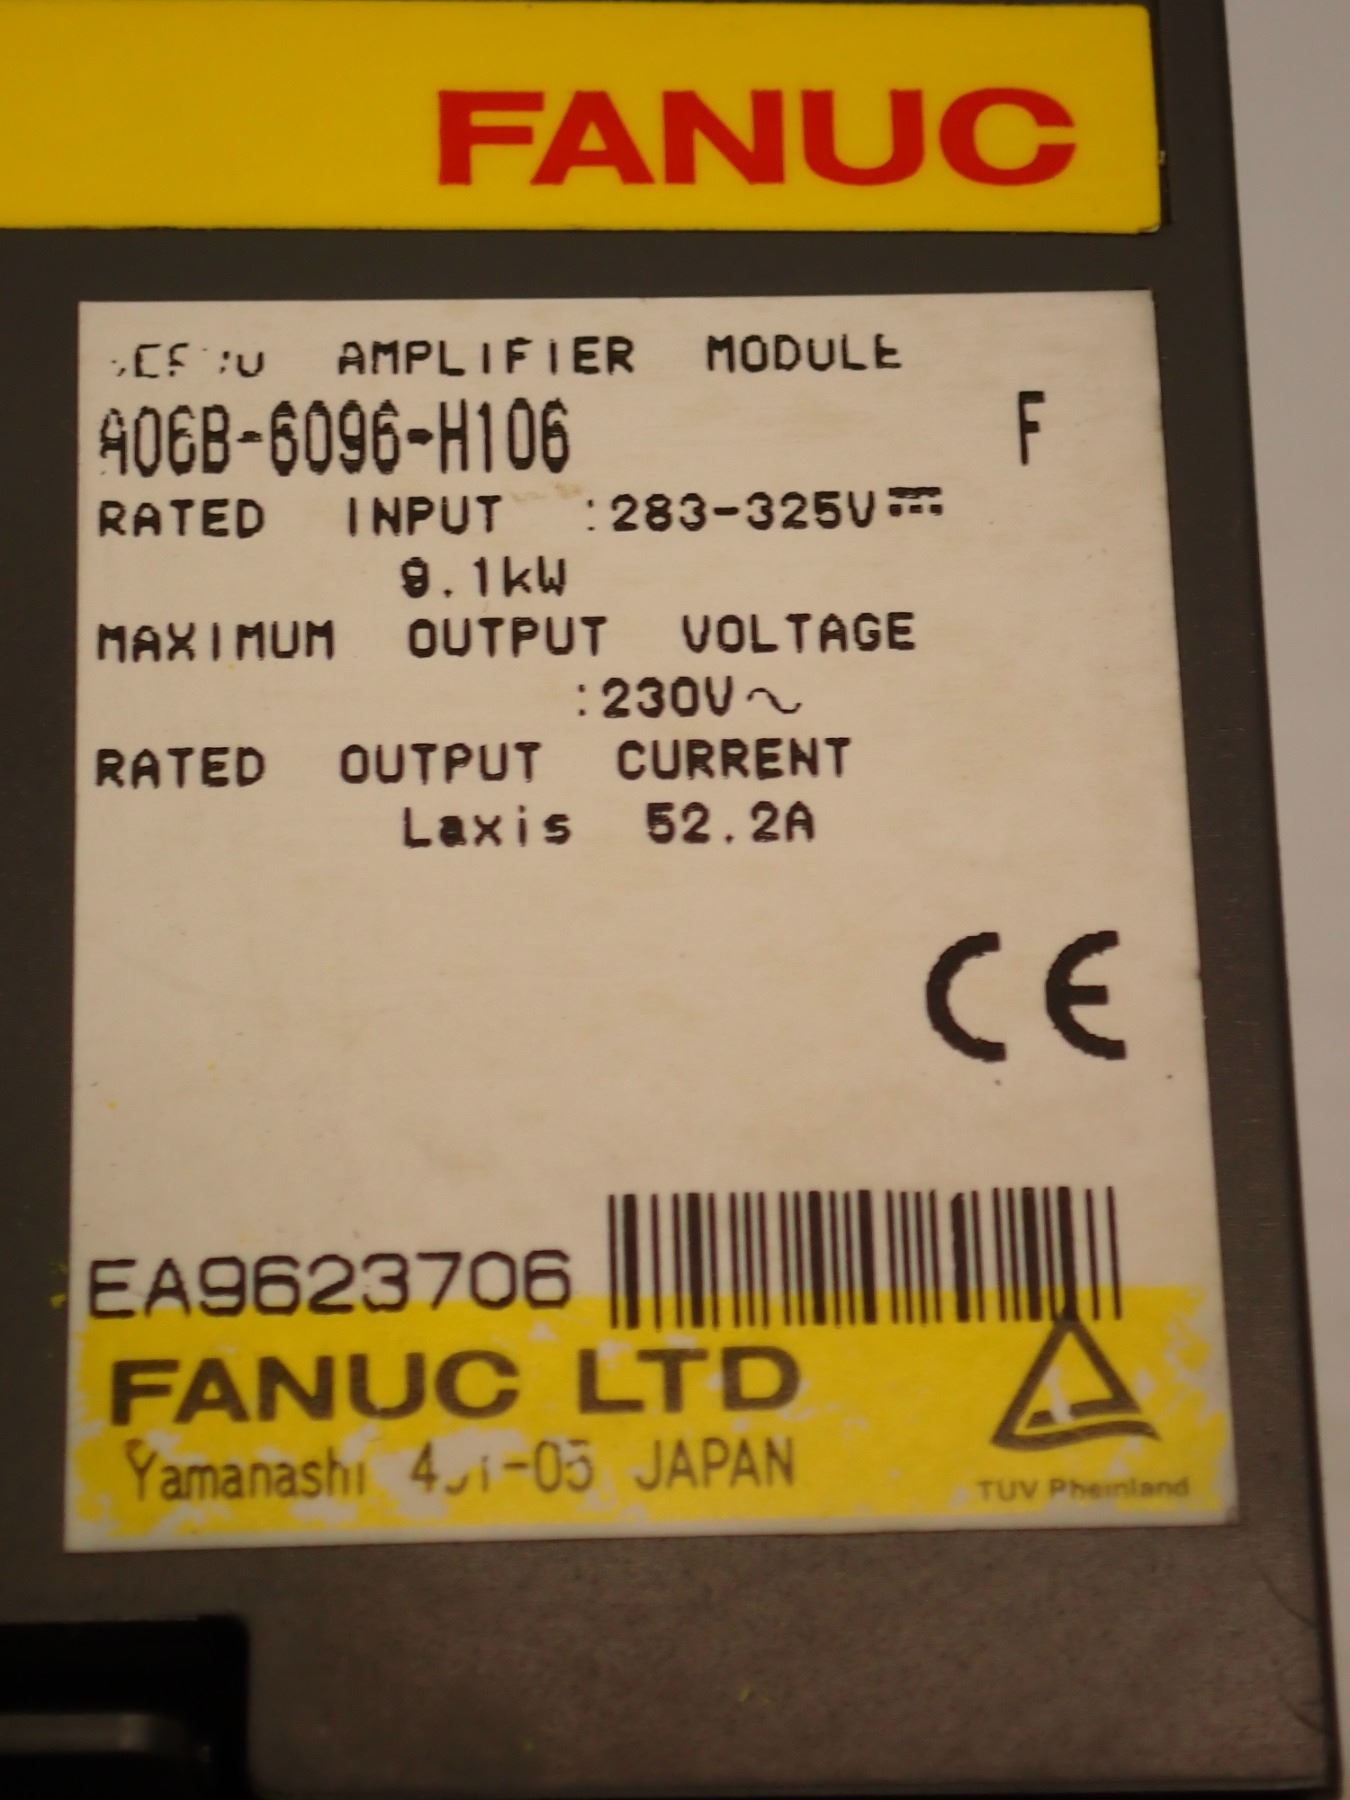 FANUC
AMPLIFIER MODULE
A06B-6096-H106 F
RATED INPUT :283-325V⎓
9.1kW
MAXIMUM OUTPUT VOLTAGE
:230V~
RATED OUTPUT CURRENT
Laxis 52.2A
CE
EA9623706
FANUC LTD
Yamanashi JAPAN
TUV Rheinland